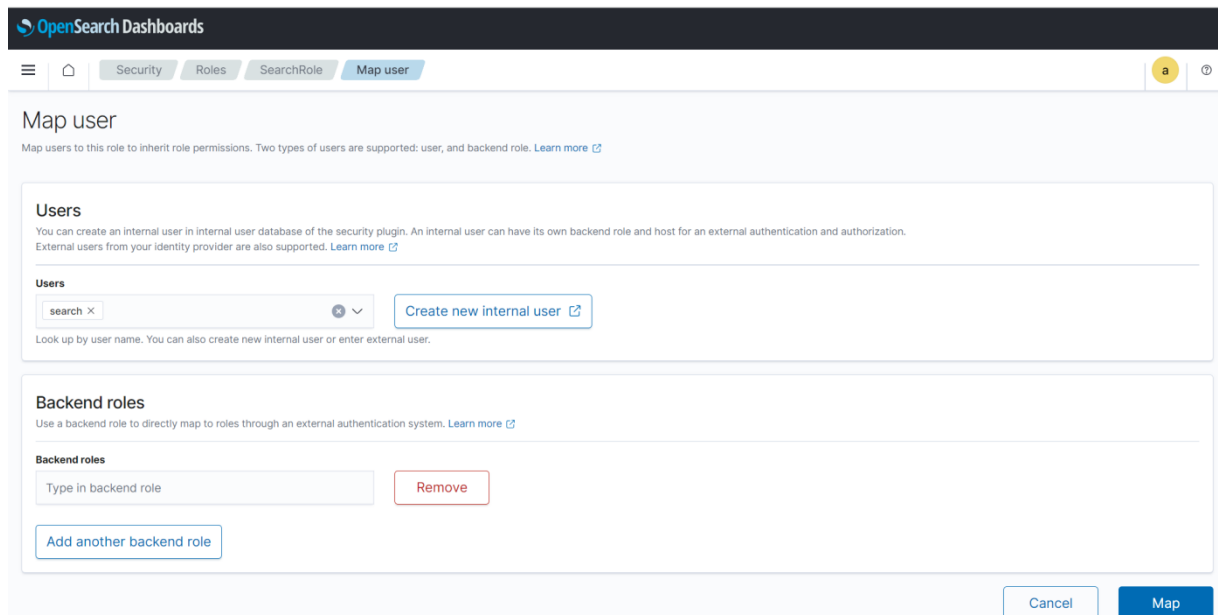 OpenSearch Dashboards
Security Roles SearchRole Map user a
Map user
Map users to this role to inherit role permissions. Two types of users are supported: user, and backend role. Learn more
Users
You can create an internal user in internal user database of the security plugin. An internal user can have its own backend role and host for an external authentication and authorization.
External users from your identity provider are also supported. Learn more
Users
search
Create new internal user
Look up by user name. You can also create new internal user or enter external user.
Backend roles
Use a backend role to directly map to roles through an external authentication system. Learn more
Backend roles
Type in backend role
Remove
Add another backend role
Cancel
Map